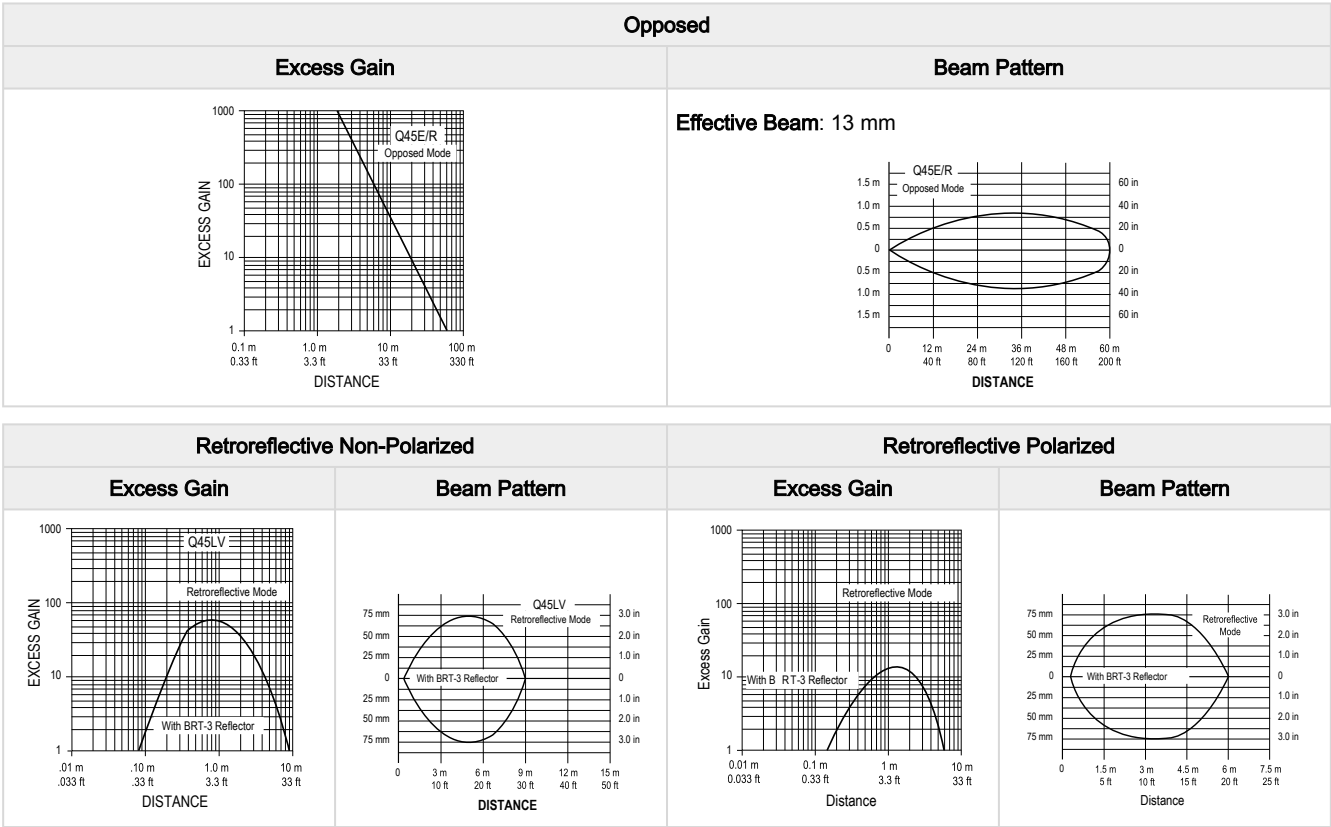 Opposed
Excess Gain
Beam Pattern
1000
100
10
1
EXCESS GAIN
Q45E/R
Opposed Mode
0.1 m 1.0 m 10 m 100 m
0.33 ft 3.3 ft 33 ft 330 ft
DISTANCE
Effective Beam: 13 mm
Q45E/R
Opposed Mode
1.5 m 60 in
1.0 m 40 in
0.5 m 20 in
0 0
0.5 m 20 in
1.0 m 40 in
1.5 m 60 in
0 12 m 24 m 36 m 48 m 60 m
40 ft 80 ft 120 ft 160 ft 200 ft
DISTANCE
Retroreflective Non-Polarized
Retroreflective Polarized
Excess Gain
Beam Pattern
Excess Gain
Beam Pattern
1000
100
10
1
EXCESS GAIN
Q45LV
Retroreflective Mode
With BRT-3 Reflector
.01 m .10 m 1.0 m 10 m
.033 ft .33 ft 3.3 ft 33 ft
DISTANCE
Q45LV
Retroreflective Mode
75 mm 3.0 in
50 mm 2.0 in
25 mm 1.0 in
0 With BRT-3 Reflector 0
25 mm 1.0 in
50 mm 2.0 in
75 mm 3.0 in
0 3 m 6 m 9 m 12 m 15 m
10 ft 20 ft 30 ft 40 ft 50 ft
DISTANCE
1000
100
10
1
Excess Gain
Retroreflective Mode
With B R T-3 Reflector
.01 m 0.1 m 1 m 10 m
0.033 ft 0.33 ft 3.3 ft 33 ft
Distance
Retroreflective
Mode
75 mm 3.0 in
50 mm 2.0 in
25 mm 1.0 in
0 With BRT-3 Reflector 0
25 mm 1.0 in
50 mm 2.0 in
75 mm 3.0 in
0 1.5 m 3 m 4.5 m 6 m 7.5 m
5 ft 10 ft 15 ft 20 ft 25 ft
Distance